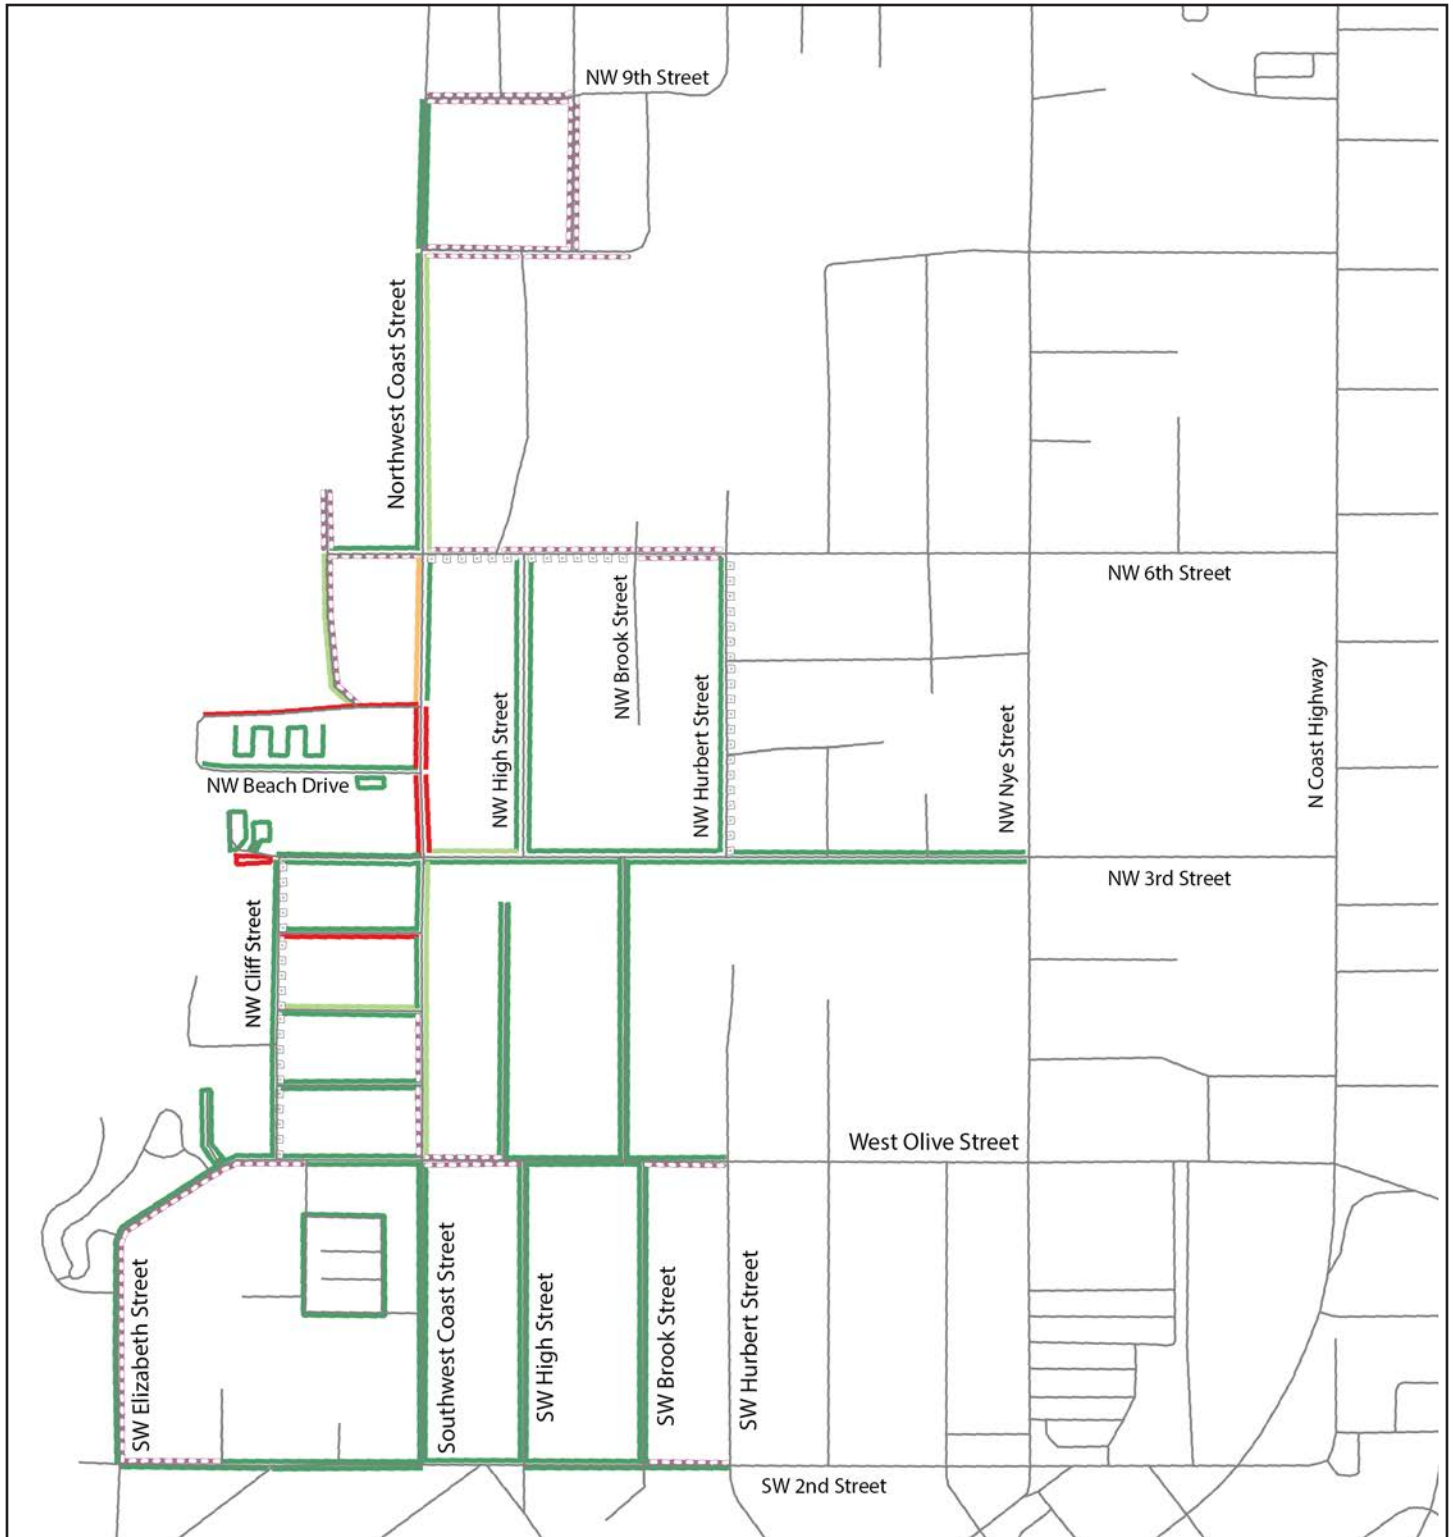 NW 9th Street
Northwest Coast Street
NW 6th Street
NW Brook Street
NW High Street
NW Hurbert Street
NW Nye Street
N Coast Highway
NW Beach Drive
NW 3rd Street
NW Cliff Street
West Olive Street
SW Elizabeth Street
Southwest Coast Street
SW High Street
SW Brook Street
SW Hurbert Street
SW 2nd Street